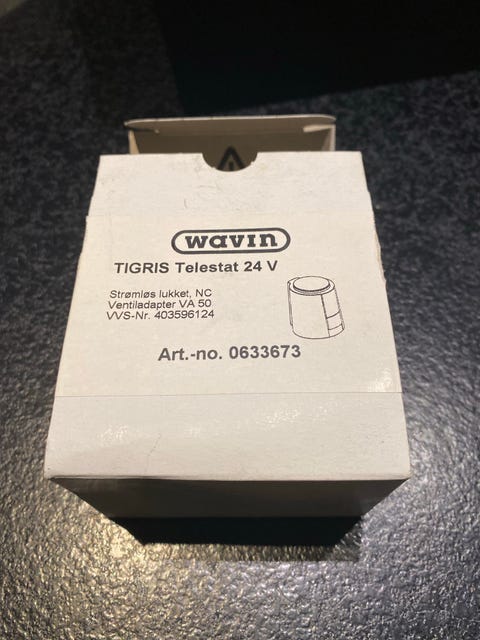 wavin
TIGRIS Telestat 24 V
Strømløs lukket, NC
Ventiladapter VA 50
VVS-Nr. 403596124
Art.-no. 0633673